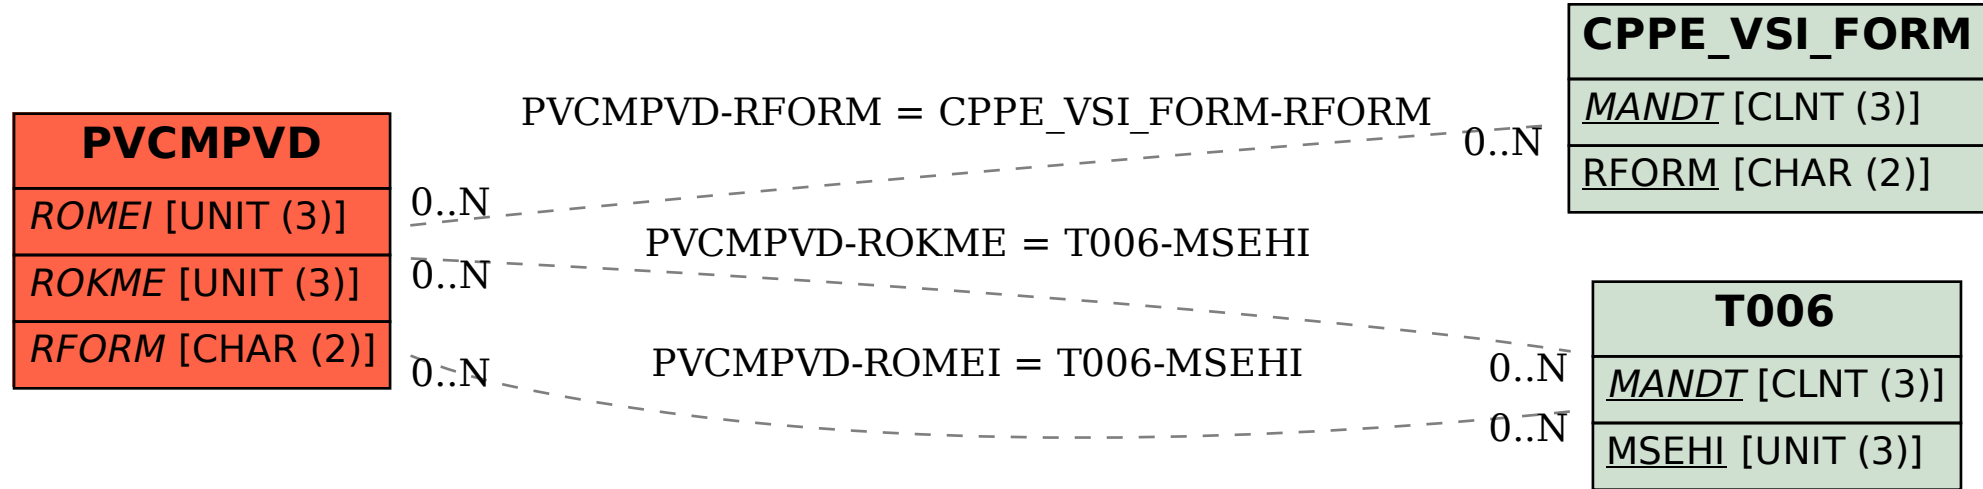 PVCMPVD
ROMEI [UNIT (3)]
ROKME [UNIT (3)]
RFORM [CHAR (2)]
PVCMPVD-RFORM = CPPE_VSI_FORM-RFORM
0..N
0..N
PVCMPVD-ROKME = T006-MSEHI
0..N
0..N
PVCMPVD-ROMEI = T006-MSEHI
0..N
0..N
CPPE_VSI_FORM
MANDT [CLNT (3)]
RFORM [CHAR (2)]
T006
MANDT [CLNT (3)]
MSEHI [UNIT (3)]